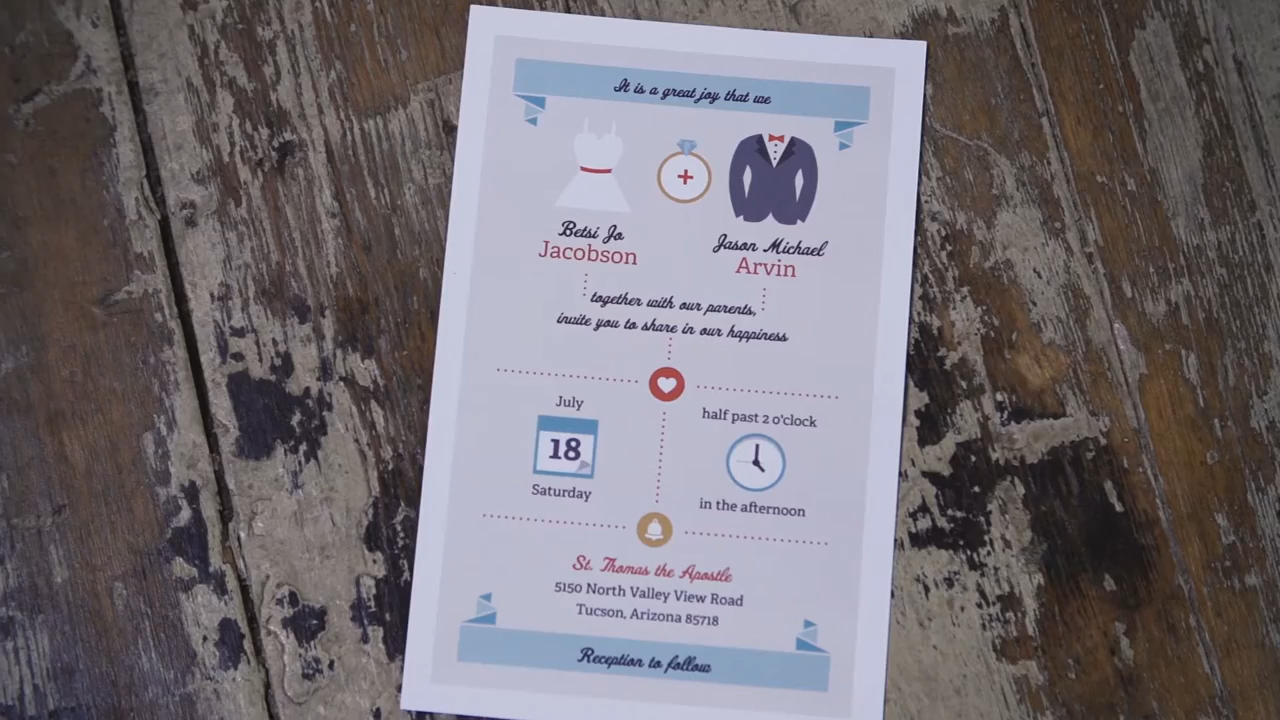 It is a great joy that we
Betsi Jo
Jacobson
Jason Michael
Arvin
together with our parents,
invite you to share in our happiness
July
18
Saturday
half past 2 o'clock
in the afternoon
St. Thomas the Apostle
5150 North Valley View Road
Tucson, Arizona 85718
Reception to follow